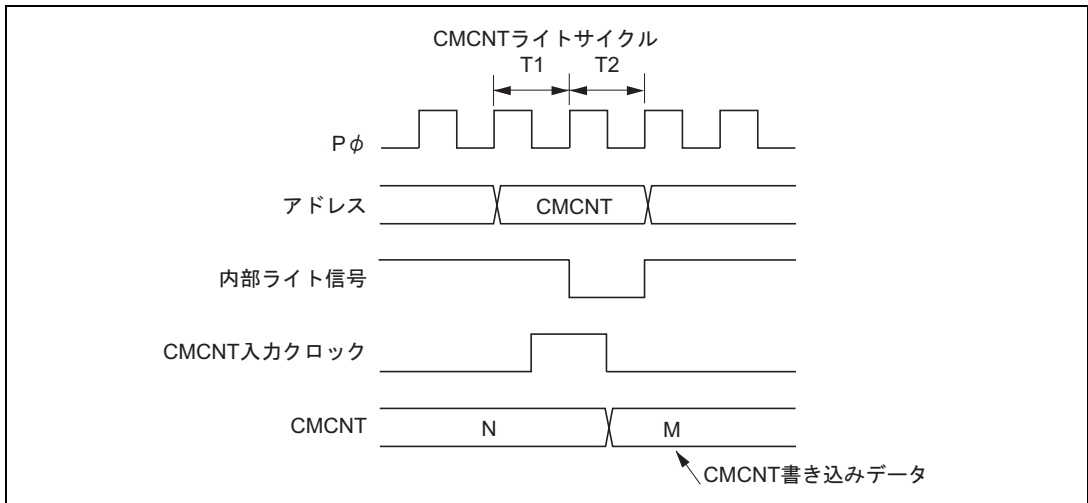 CMCNTライトサイクル
T1 T2
Pφ
アドレス CMCNT
内部ライト信号
CMCNT入力クロック
CMCNT N M
CMCNT書き込みデータ